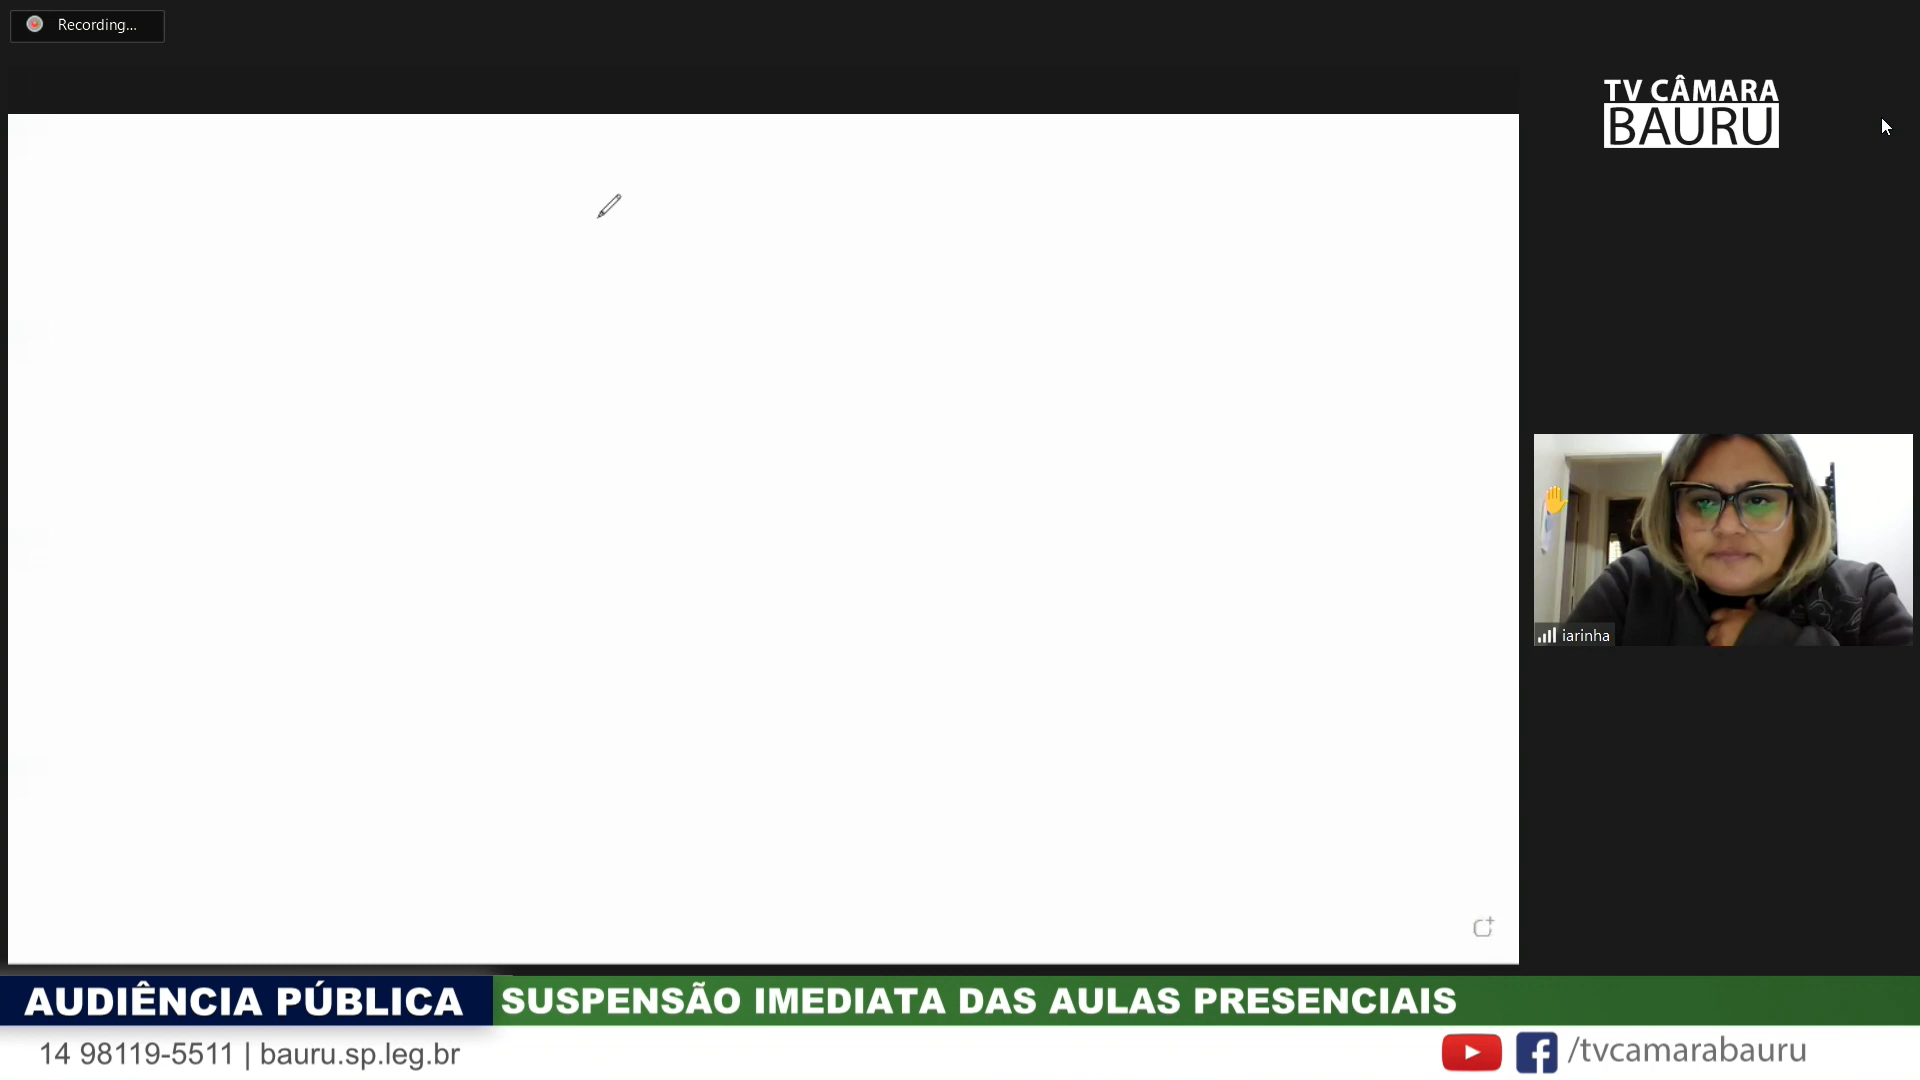 Recording...
TV CÂMARA
BAURU
iarinha
AUDIÊNCIA PÚBLICA
SUSPENSÃO IMEDIATA DAS AULAS PRESENCIAIS
14 98119-5511 | bauru.sp.leg.br
/tvcamarabauru